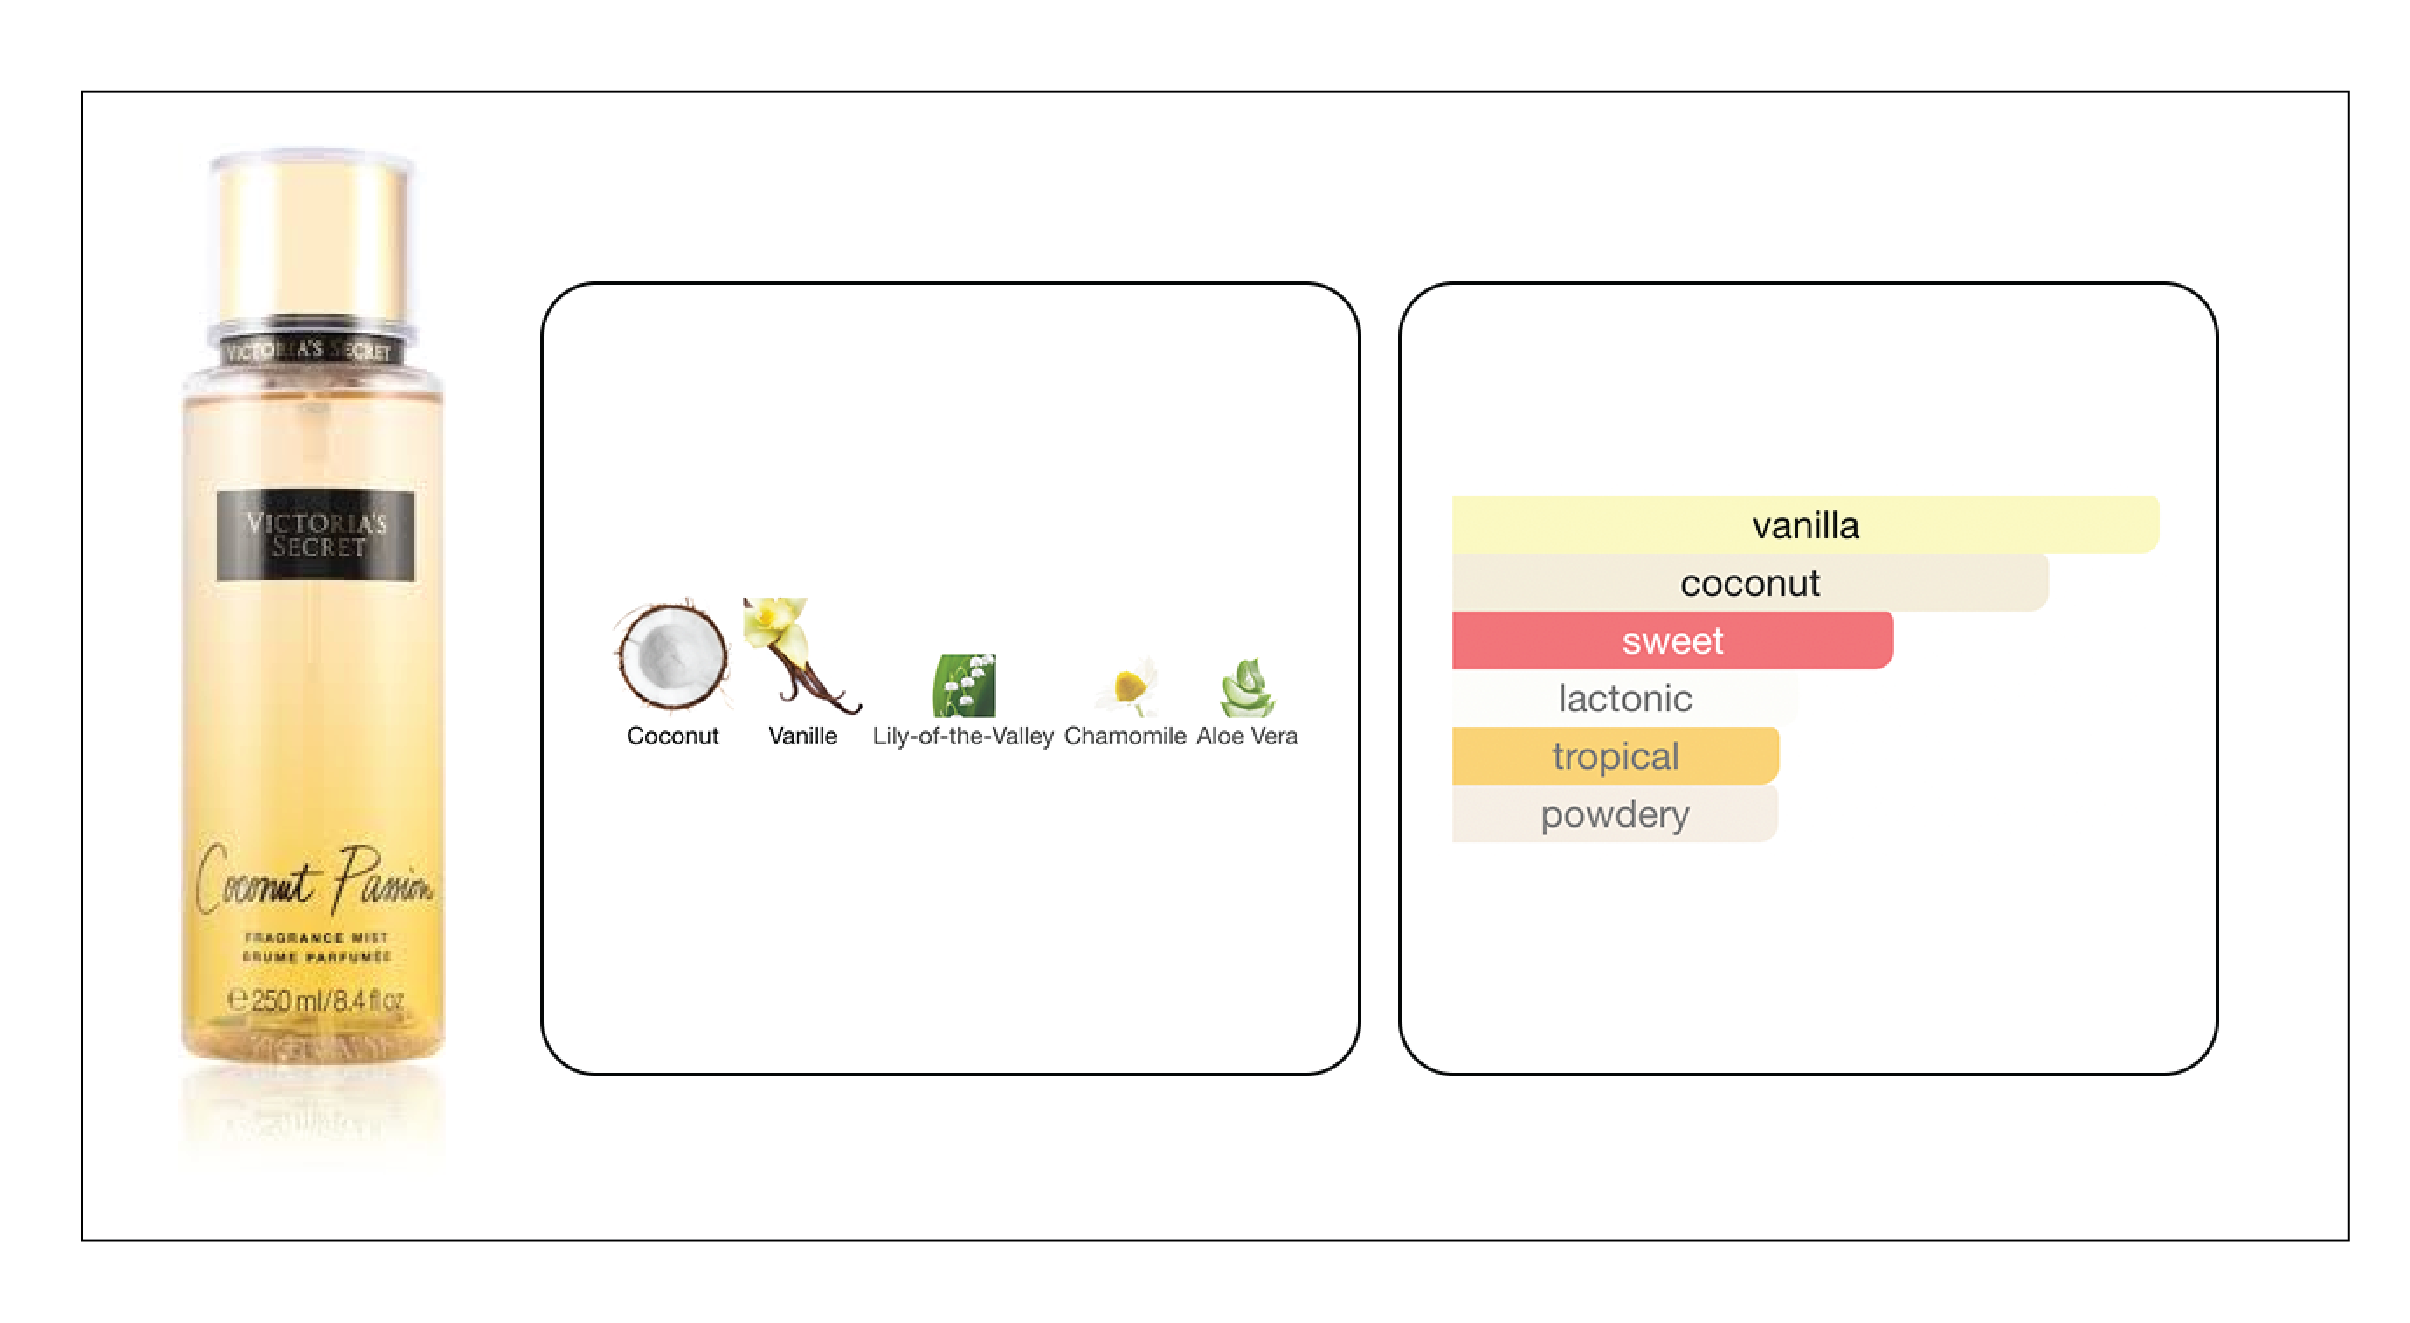 VICTORIA'S SECRET
VICTORIA'S
SECRET
Coconut Passion
FRAGRANCE MIST
BRUME PARFUMÉE
e 250 ml/8.4 fl oz
Coconut
Vanille
Lily-of-the-Valley
Chamomile
Aloe Vera
vanilla
coconut
sweet
lactonic
tropical
powdery